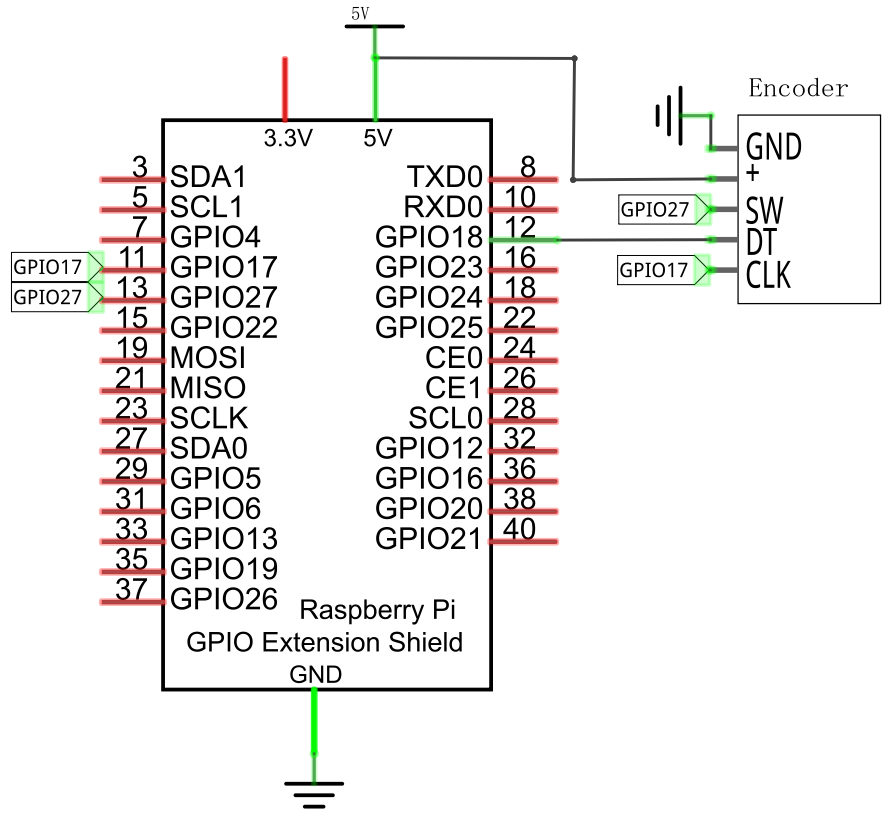 5V
Encoder
3.3V 5V
GND
+
3 SDA1 TXD0 8
5 SCL1 RXD0 10
GPIO27 SW
7 GPIO4 GPIO18 12
DT
GPIO17 11 GPIO17 GPIO23 16
GPIO17 CLK
GPIO27 13 GPIO27 GPIO24 18
15 GPIO22 GPIO25 22
19 MOSI CE0 24
21 MISO CE1 26
23 SCLK SCL0 28
27 SDA0 GPIO12 32
29 GPIO5 GPIO16 36
31 GPIO6 GPIO20 38
33 GPIO13 GPIO21 40
35 GPIO19
37 GPIO26
Raspberry Pi
GPIO Extension Shield
GND